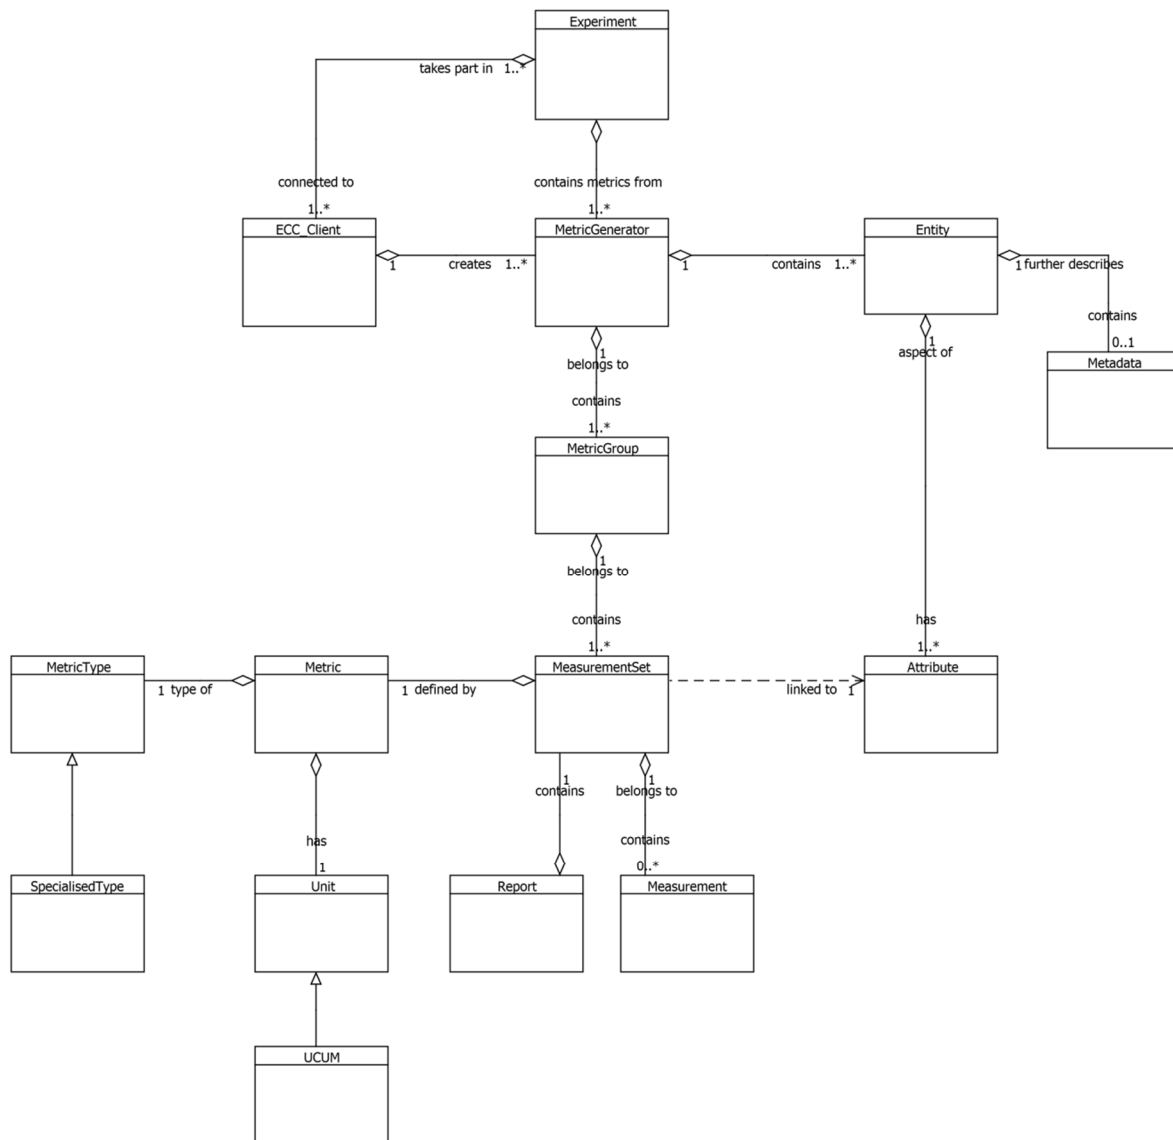 Experiment
takes part in 1..*
connected to
1..*
contains metrics from
1..*
ECC_Client
MetricGenerator
Entity
1 creates 1..*
1 contains 1..*
1 further describes
contains
0..1
Metadata
1
belongs to
contains
1..*
MetricGroup
1
aspect of
1
belongs to
contains
1..*
has
1..*
MetricType
Metric
MeasurementSet
Attribute
1 type of
1 defined by
linked to 1
1
contains
1
belongs to
contains
0..*
has
1
SpecialisedType
Unit
Report
Measurement
UCUM